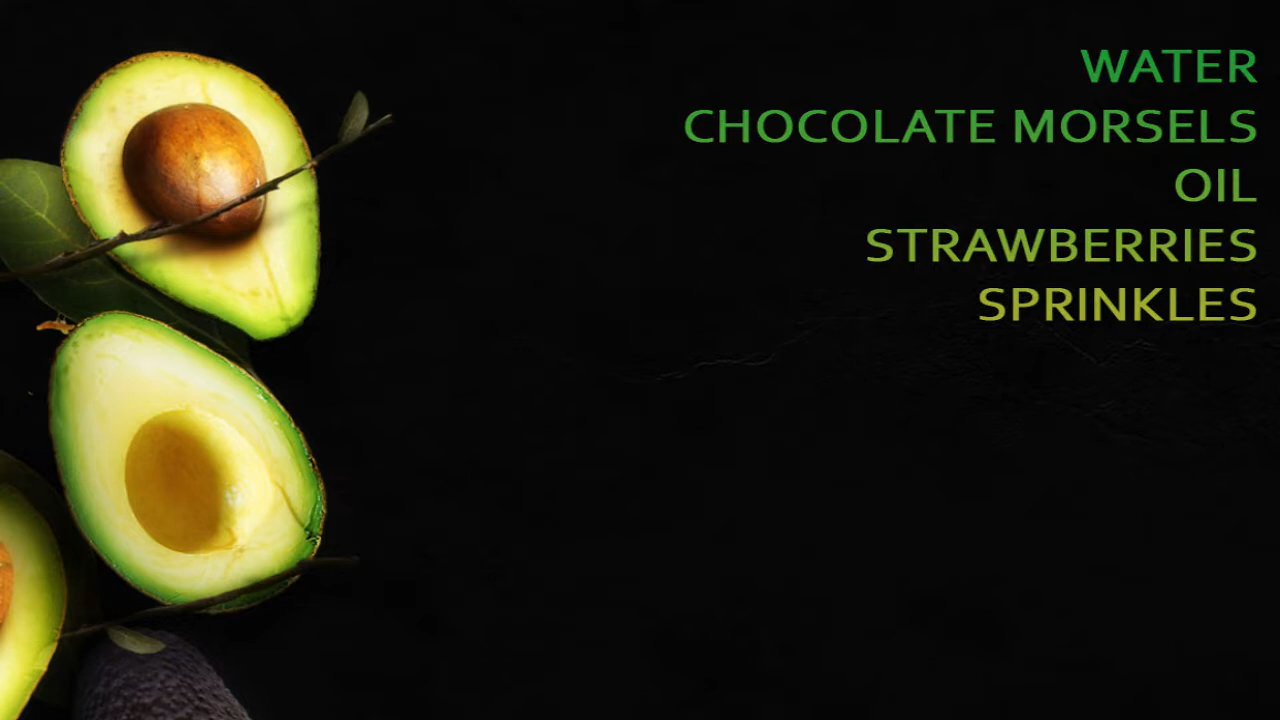 WATER
CHOCOLATE MORSELS
OIL
STRAWBERRIES
SPRINKLES